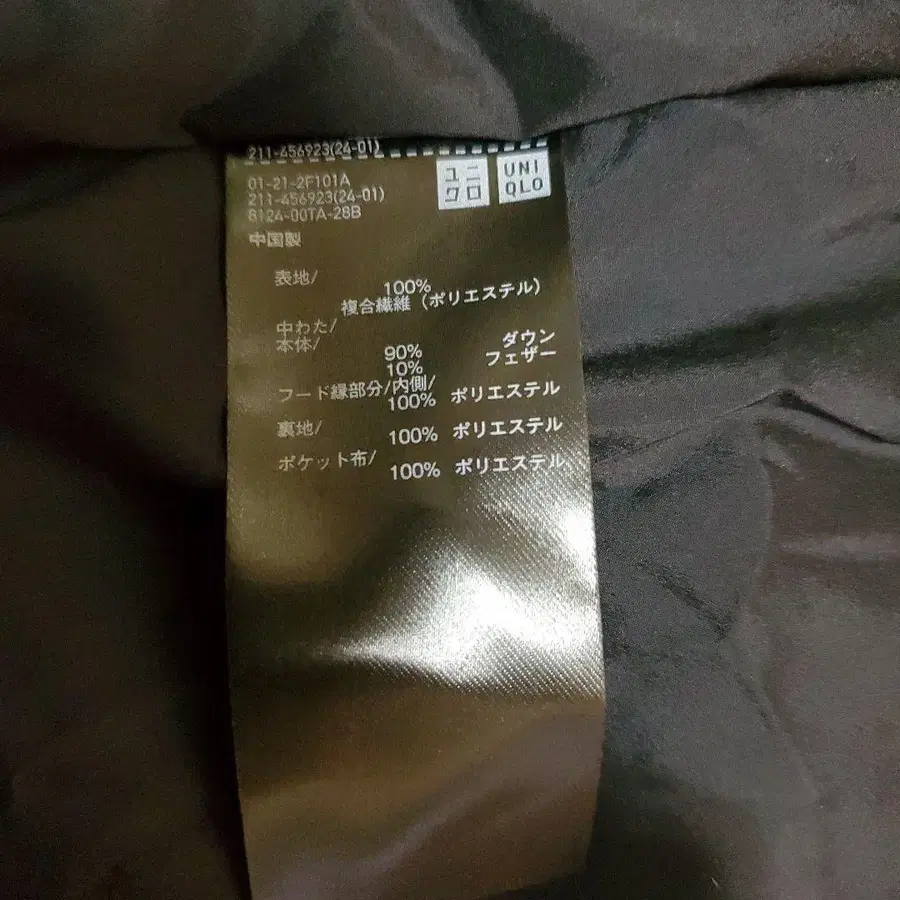 211-456923(24-01)
ユニクロ
UNIQLO
01-21-2F101A
211-456923(24-01)
8124-00TA-28B
中国製
表地/
100%
複合繊維(ポリエステル)
中わた/
本体/
90% ダウン
10% フェザー
フード縁部分/内側/
100% ポリエステル
裏地/
100% ポリエステル
ポケット布/
100% ポリエステル